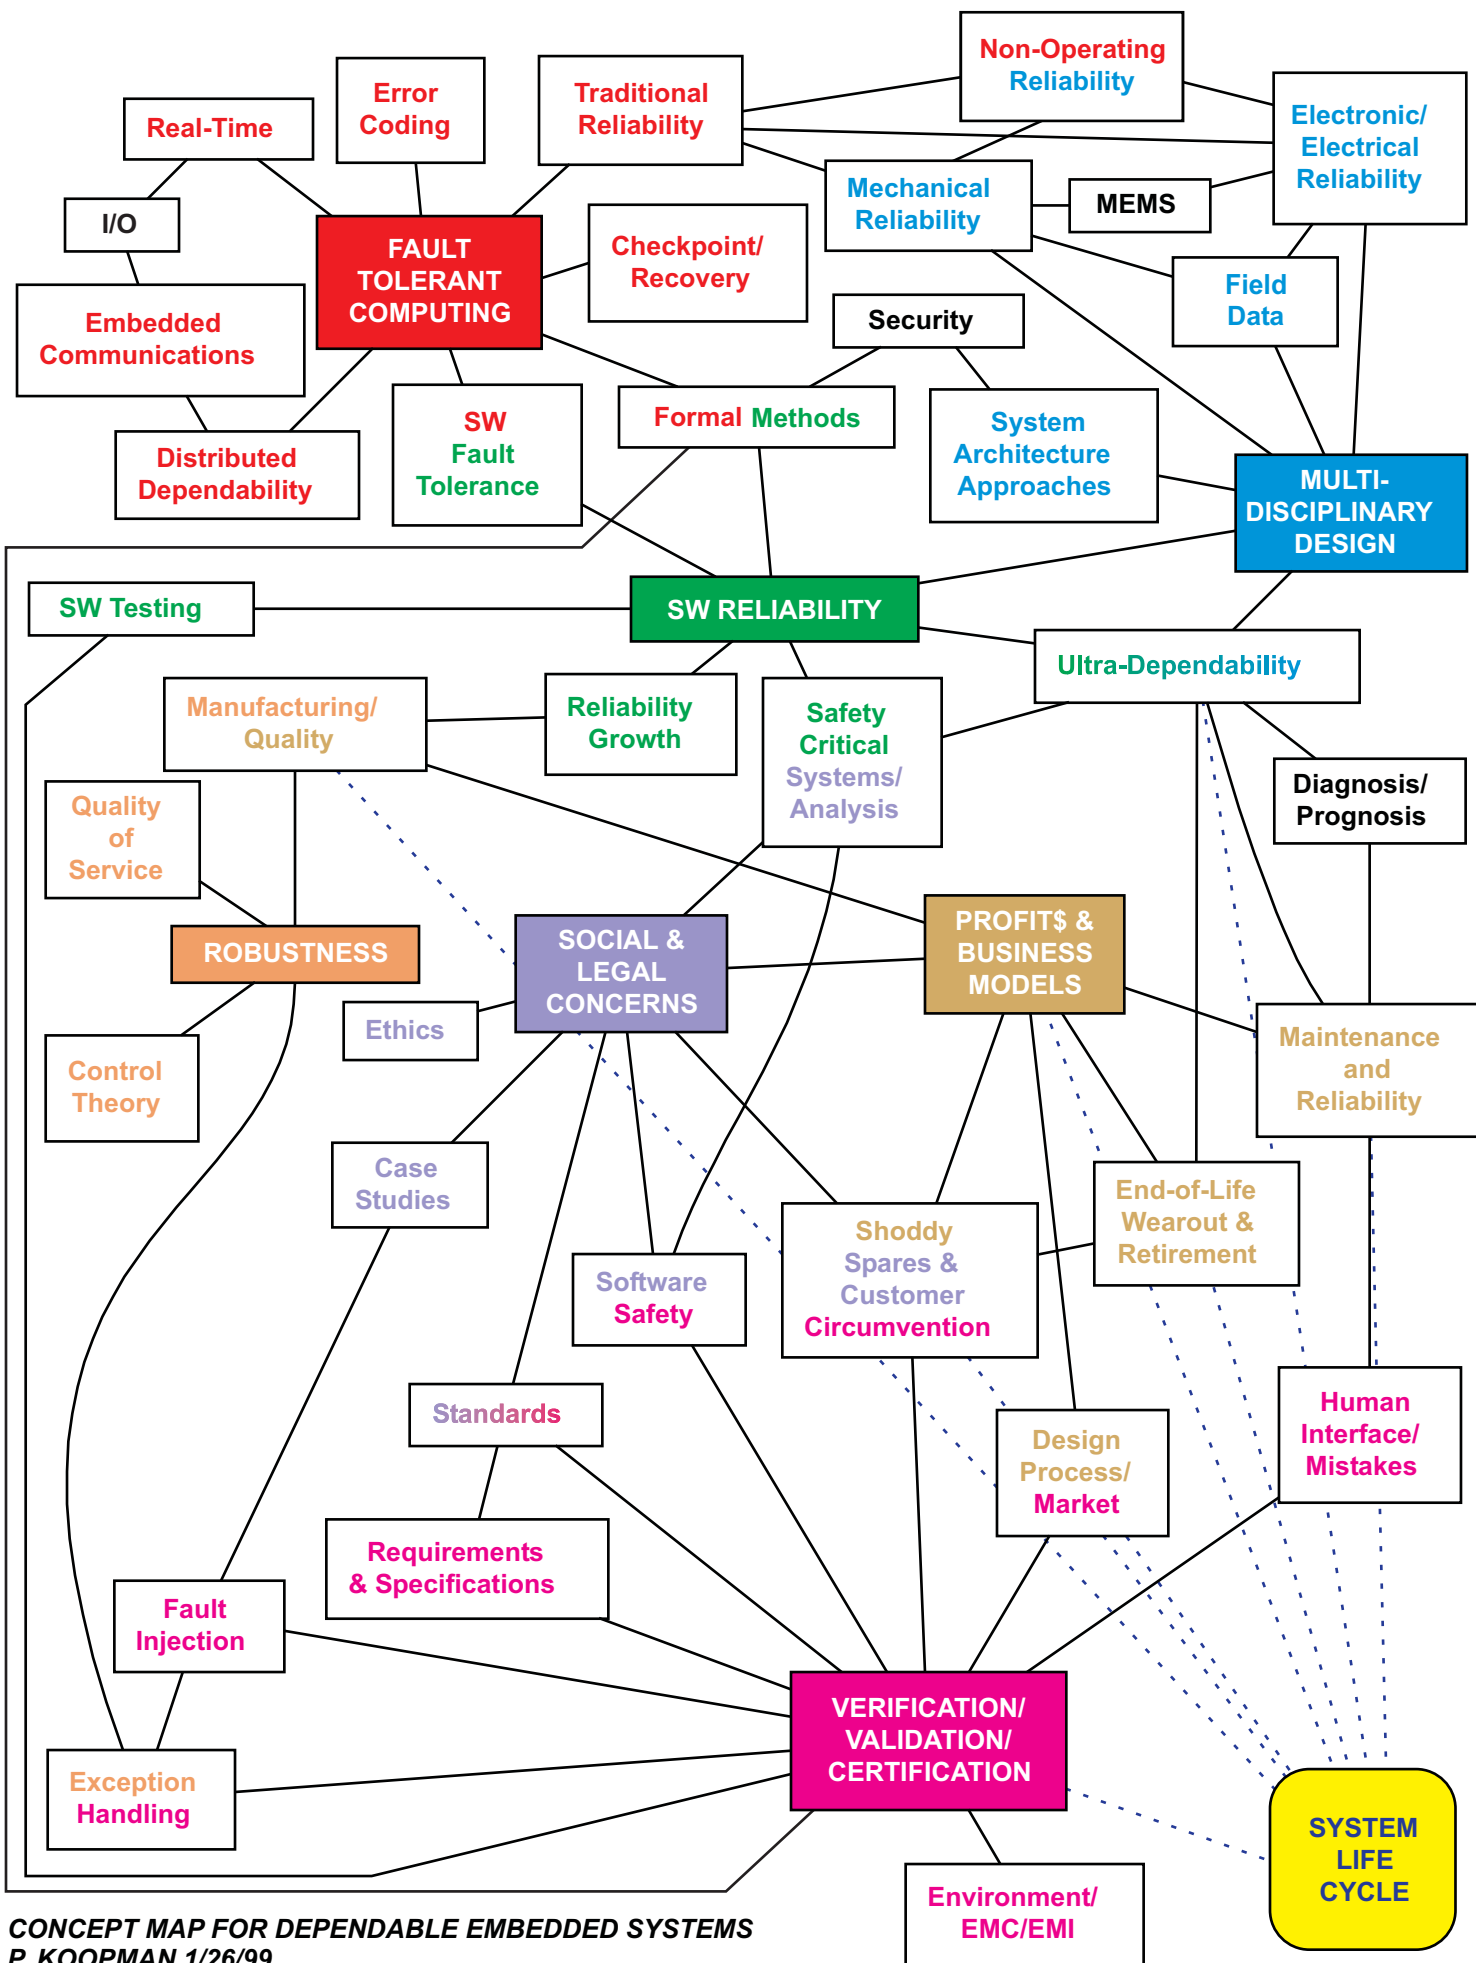 Non-Operating
Reliability
Error
Coding
Traditional
Reliability
Real-Time
Electronic/
Electrical
Reliability
Mechanical
Reliability
MEMS
I/O
FAULT
TOLERANT
COMPUTING
Checkpoint/
Recovery
Field
Data
Security
Embedded
Communications
SW
Fault
Tolerance
Formal Methods
System
Architecture
Approaches
Distributed
Dependability
MULTI-
DISCIPLINARY
DESIGN
SW Testing
SW RELIABILITY
Ultra-Dependability
Manufacturing/
Quality
Reliability
Growth
Safety
Critical
Systems/
Analysis
Diagnosis/
Prognosis
Quality
of
Service
ROBUSTNESS
SOCIAL &
LEGAL
CONCERNS
PROFIT$ &
BUSINESS
MODELS
Ethics
Control
Theory
Maintenance
and
Reliability
Case
Studies
End-of-Life
Wearout &
Retirement
Shoddy
Spares &
Customer
Circumvention
Software
Safety
Standards
Human
Interface/
Mistakes
Design
Process/
Market
Requirements
& Specifications
Fault
Injection
VERIFICATION/
VALIDATION/
CERTIFICATION
Exception
Handling
SYSTEM
LIFE
CYCLE
Environment/
EMC/EMI
CONCEPT MAP FOR DEPENDABLE EMBEDDED SYSTEMS
P. KOOPMAN 1/26/99